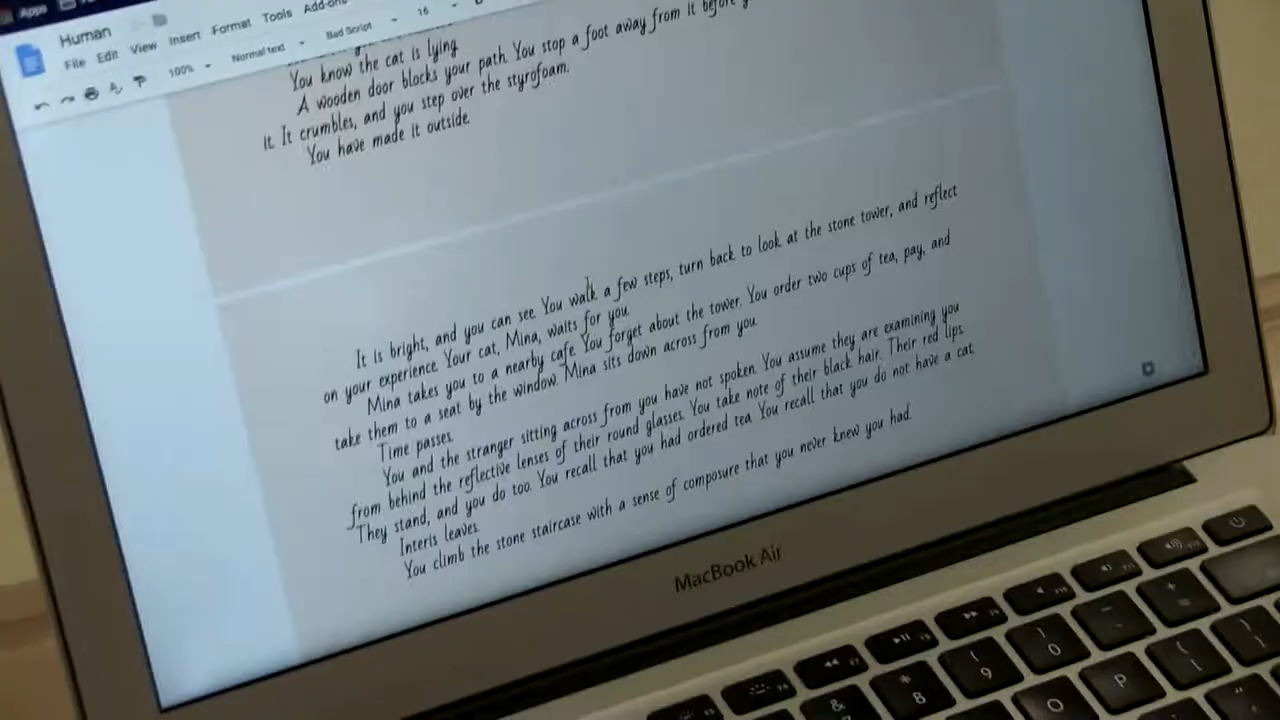 Apps
Human
File Edit View Insert Format Tools Add-ons
100% Normal text Bad Script 16
You know the cat is lying.
A wooden door blocks your path. You stop a foot away from it before
it. It crumbles, and you step over the styrofoam.
You have made it outside.
It is bright, and you can see. You walk a few steps, turn back to look at the stone tower, and reflect
on your experience. Your cat, Mina, waits for you.
Mina takes you to a nearby cafe. You forget about the tower. You order two cups of tea, pay, and
take them to a seat by the window. Mina sits down across from you.
Time passes.
You and the stranger sitting across from you have not spoken. You assume they are examining you
from behind the reflective lenses of their round glasses. You take note of their black hair. Their red lips.
They stand, and you do too. You recall that you had ordered tea. You recall that you do not have a cat.
Interis leaves.
You climb the stone staircase with a sense of composure that you never knew you had.
MacBook Air
& 7 * 8 ( 9 ) 0 - + =
O P { [ } ]